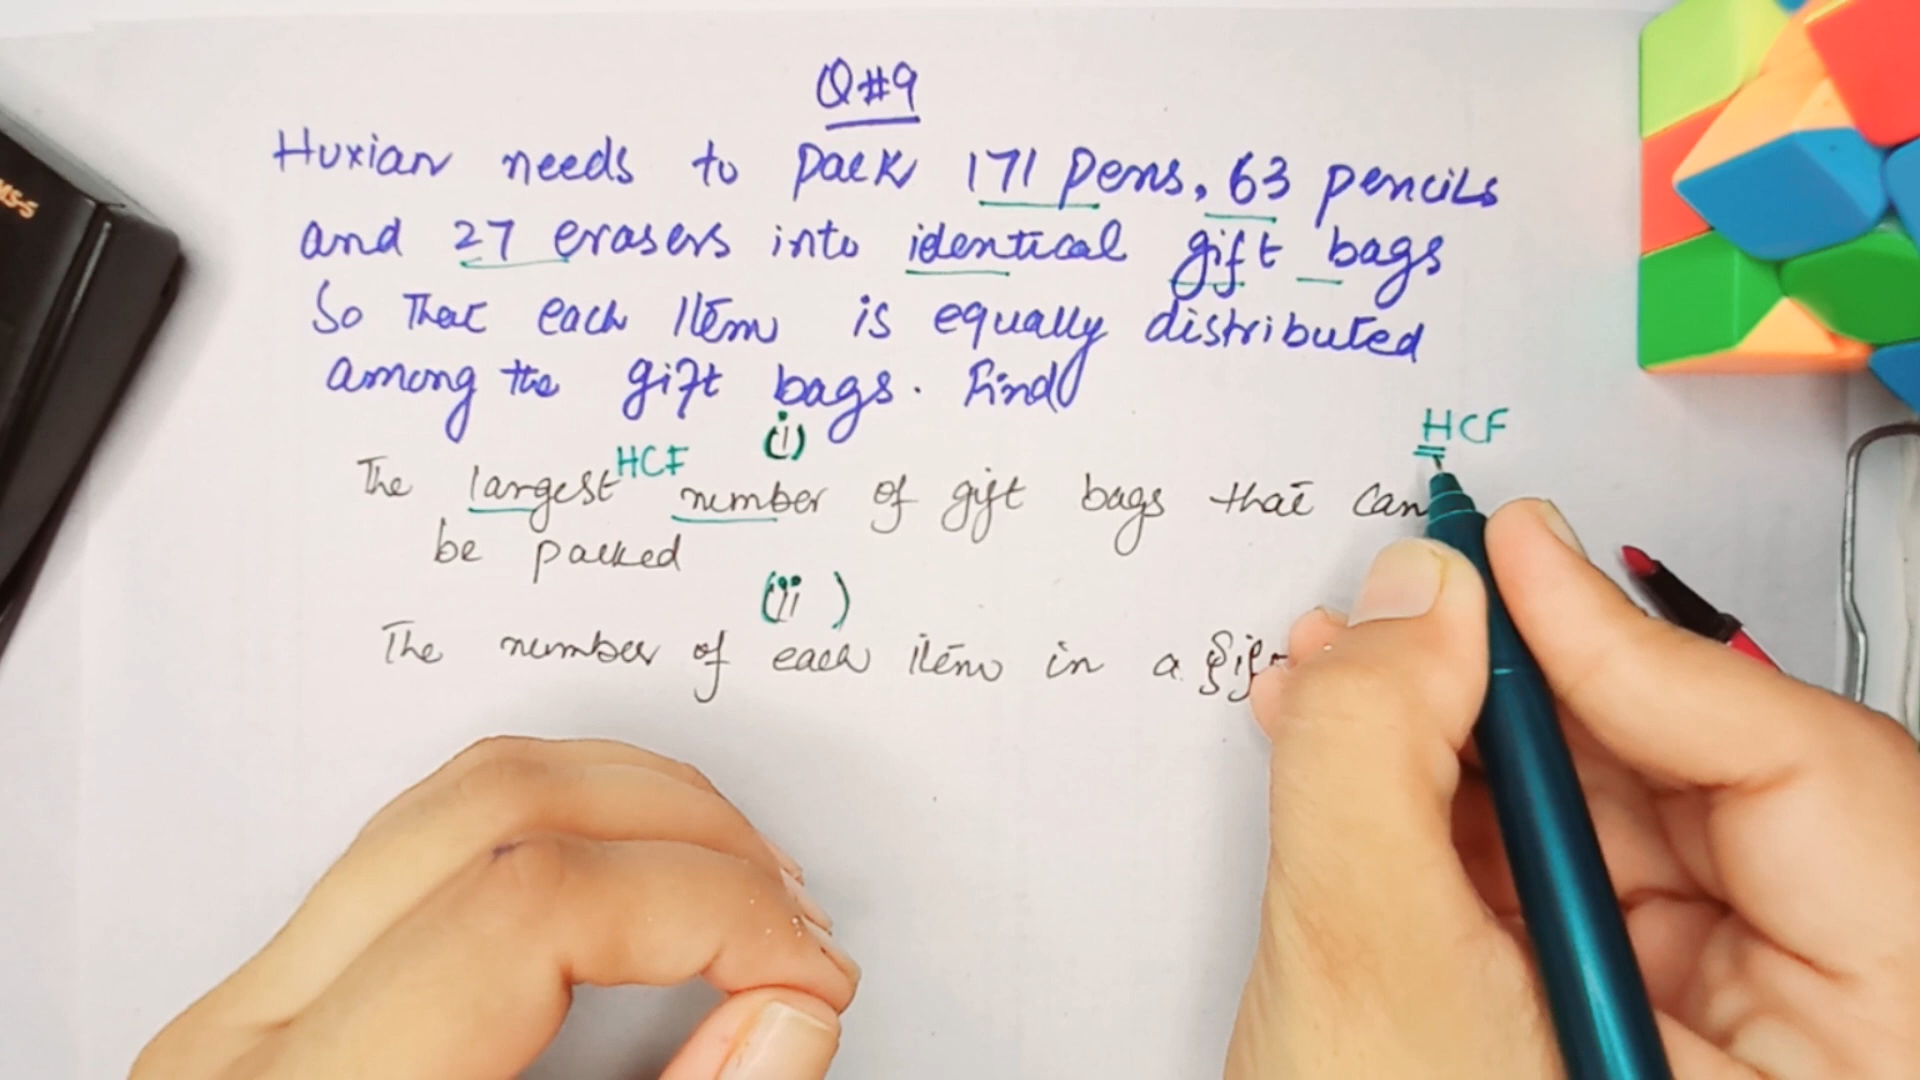 Q#9
Huxian needs to pack 171 pens, 63 pencils
and 27 erasers into identical gift bags
So that each item is equally distributed
among the gift bags. Find
(i)
HCF
HCF
The largest number of gift bags that can
be packed
(ii)
The number of each item in a
MS-5